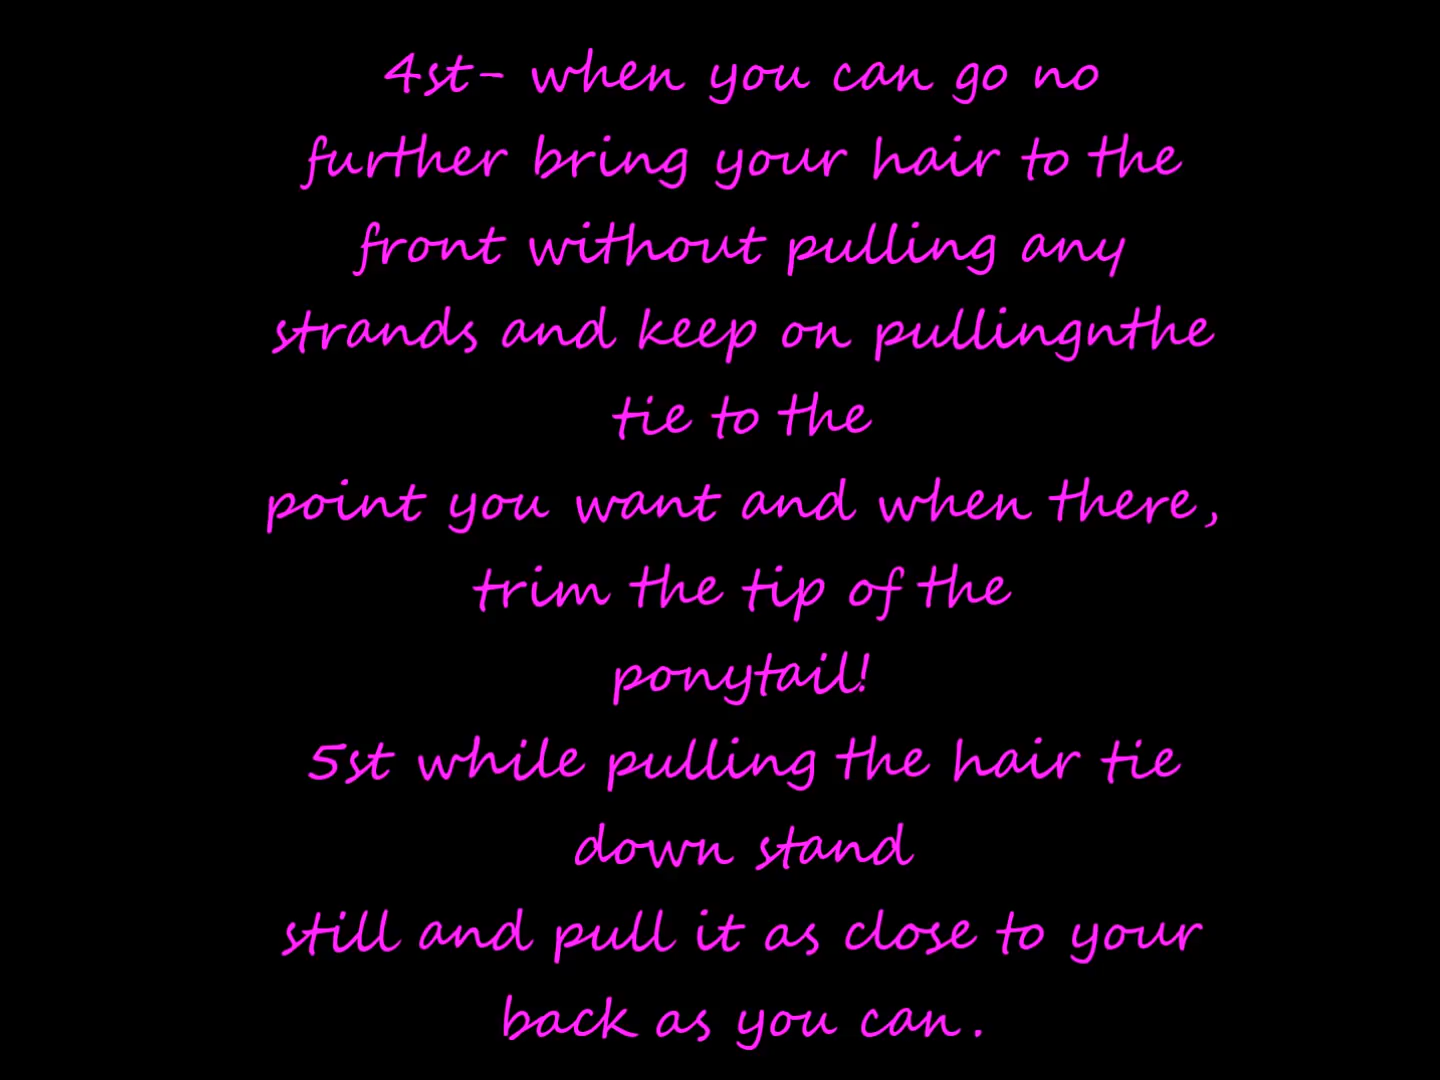 4st- when you can go no
further bring your hair to the
front without pulling any
strands and keep on pullingnthe
tie to the
point you want and when there,
trim the tip of the
ponytail!
5st while pulling the hair tie
down stand
still and pull it as close to your
back as you can.